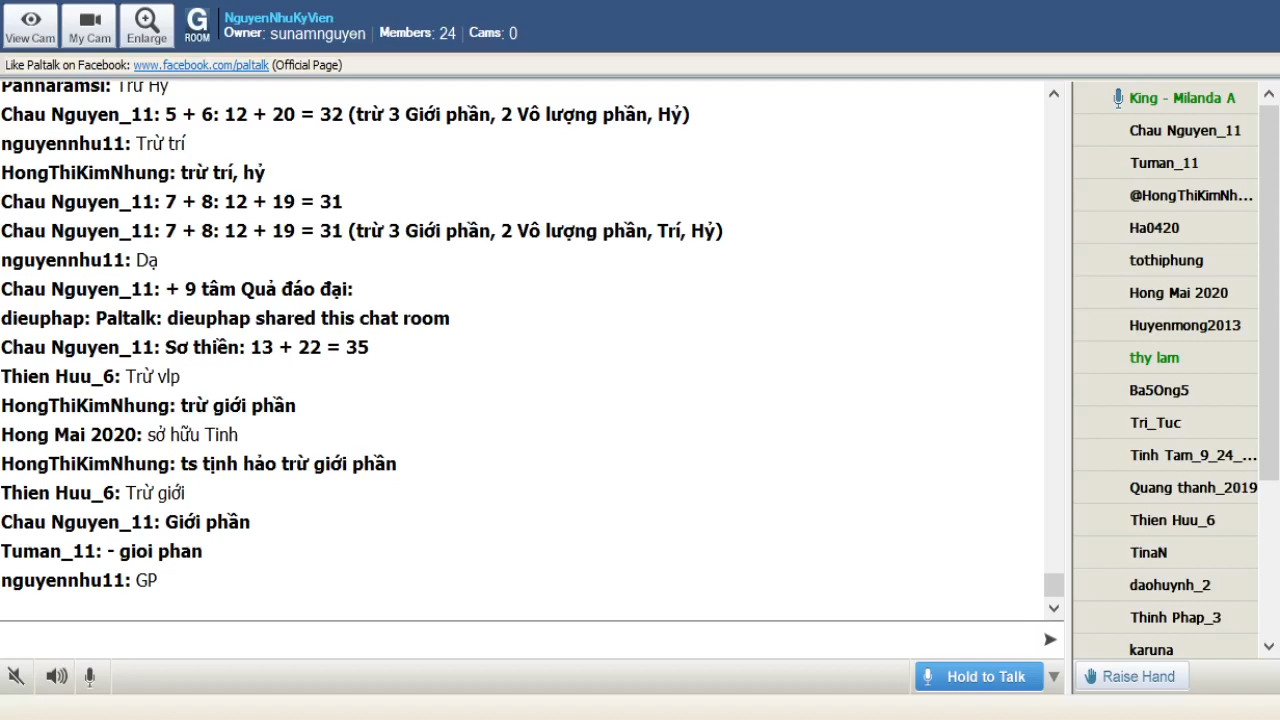 View Cam
My Cam
Enlarge
G
ROOM
NguyenNhuKyVien
Owner: sunamnguyen Members: 24 Cams: 0
Like Paltalk on Facebook: www.facebook.com/paltalk (Official Page)
Pannaramsi: Trừ Hỷ
Chau Nguyen_11: 5 + 6: 12 + 20 = 32 (trừ 3 Giới phần, 2 Vô lượng phần, Hỷ)
nguyennhu11: Trừ trí
HongThiKimNhung: trừ trí, hỷ
Chau Nguyen_11: 7 + 8: 12 + 19 = 31
Chau Nguyen_11: 7 + 8: 12 + 19 = 31 (trừ 3 Giới phần, 2 Vô lượng phần, Trí, Hỷ)
nguyennhu11: Dạ
Chau Nguyen_11: + 9 tâm Quả đáo đại:
dieuphap: Paltalk: dieuphap shared this chat room
Chau Nguyen_11: Sơ thiền: 13 + 22 = 35
Thien Huu_6: Trừ vlp
HongThiKimNhung: trừ giới phần
Hong Mai 2020: sở hữu Tinh
HongThiKimNhung: ts tịnh hảo trừ giới phần
Thien Huu_6: Trừ giới
Chau Nguyen_11: Giới phần
Tuman_11: - gioi phan
nguyennhu11: GP
Hold to Talk
King - Milanda A
Chau Nguyen_11
Tuman_11
@HongThiKimNh...
Ha0420
tothiphung
Hong Mai 2020
Huyenmong2013
thy lam
Ba5Ong5
Tri_Tuc
Tinh Tam_9_24_...
Quang thanh_2019
Thien Huu_6
TinaN
daohuynh_2
Thinh Phap_3
karuna
Raise Hand